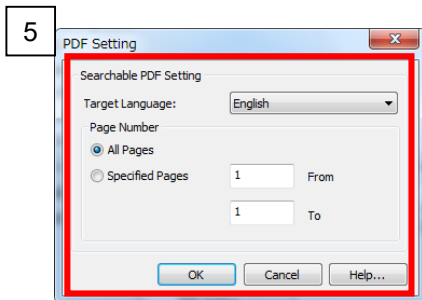 5
PDF Setting
Searchable PDF Setting
Target Language: English
Page Number
All Pages
Specified Pages 1 From
1 To
OK Cancel Help...